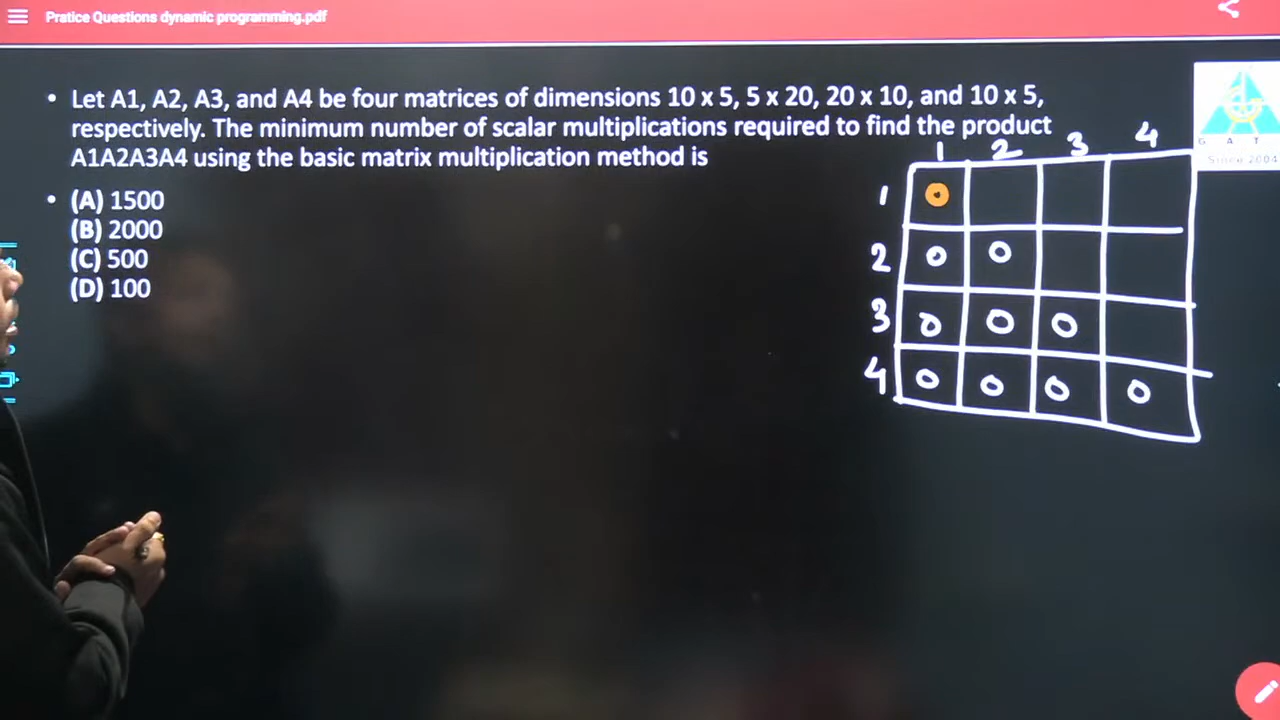 Pratice Questions dynamic programming.pdf
• Let A1, A2, A3, and A4 be four matrices of dimensions 10 x 5, 5 x 20, 20 x 10, and 10 x 5,
respectively. The minimum number of scalar multiplications required to find the product
A1A2A3A4 using the basic matrix multiplication method is
• (A) 1500
(B) 2000
(C) 500
(D) 100
G A T
Since 2004
1 2 3 4
1 0
2 0 0
3 0 0 0
4 0 0 0 0